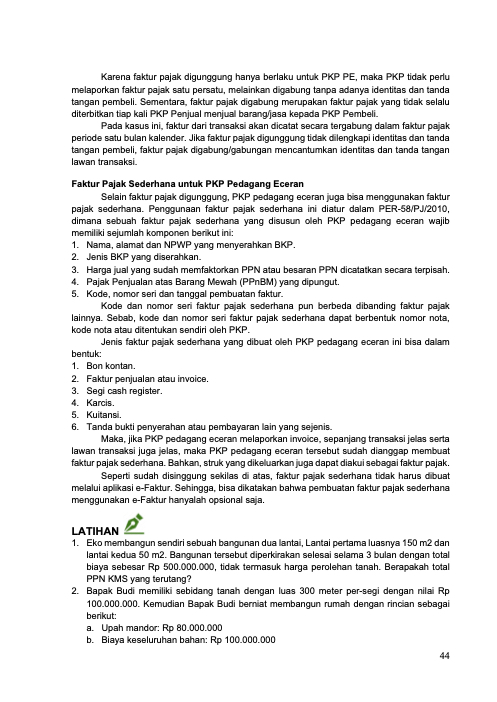 Karena faktur pajak digunggung hanya berlaku untuk PKP PE, maka PKP tidak perlu
melaporkan faktur pajak satu persatu, melainkan digabung tanpa adanya identitas dan tanda
tangan pembeli. Sementara, faktur pajak digabung merupakan faktur pajak yang tidak selalu
diterbitkan tiap kali PKP Penjual menjual barang/jasa kepada PKP Pembeli.
Pada kasus ini, faktur dari transaksi akan dicatat secara tergabung dalam faktur pajak
periode satu bulan kalender. Jika faktur pajak digunggung tidak dilengkapi identitas dan tanda
tangan pembeli, faktur pajak digabung/gabungan mencantumkan identitas dan tanda tangan
lawan transaksi.
Faktur Pajak Sederhana untuk PKP Pedagang Eceran
Selain faktur pajak digunggung, PKP pedagang eceran juga bisa menggunakan faktur
pajak sederhana. Penggunaan faktur pajak sederhana ini diatur dalam PER-58/PJ/2010,
dimana sebuah faktur pajak sederhana yang disusun oleh PKP pedagang eceran wajib
memiliki sejumlah komponen berikut ini:
1. Nama, alamat dan NPWP yang menyerahkan BKP.
2. Jenis BKP yang diserahkan.
3. Harga jual yang sudah memfaktorkan PPN atau besaran PPN dicatatkan secara terpisah.
4. Pajak Penjualan atas Barang Mewah (PPnBM) yang dipungut.
5. Kode, nomor seri dan tanggal pembuatan faktur.
Kode dan nomor seri faktur pajak sederhana pun berbeda dibanding faktur pajak
lainnya. Sebab, kode dan nomor seri faktur pajak sederhana dapat berbentuk nomor nota,
kode nota atau ditentukan sendiri oleh PKP.
Jenis faktur pajak sederhana yang dibuat oleh PKP pedagang eceran ini bisa dalam
bentuk:
1. Bon kontan.
2. Faktur penjualan atau invoice.
3. Segi cash register.
4. Karcis.
5. Kuitansi.
6. Tanda bukti penyerahan atau pembayaran lain yang sejenis.
Maka, jika PKP pedagang eceran melaporkan invoice, sepanjang transaksi jelas serta
lawan transaksi juga jelas, maka PKP pedagang eceran tersebut sudah dianggap membuat
faktur pajak sederhana. Bahkan, struk yang dikeluarkan juga dapat diakui sebagai faktur pajak.
Seperti sudah disinggung sekilas di atas, faktur pajak sederhana tidak harus dibuat
melalui aplikasi e-Faktur. Sehingga, bisa dikatakan bahwa pembuatan faktur pajak sederhana
menggunakan e-Faktur hanyalah opsional saja.
LATIHAN
1. Eko membangun sendiri sebuah bangunan dua lantai, Lantai pertama luasnya 150 m2 dan
lantai kedua 50 m2. Bangunan tersebut diperkirakan selesai selama 3 bulan dengan total
biaya sebesar Rp 500.000.000, tidak termasuk harga perolehan tanah. Berapakah total
PPN KMS yang terutang?
2. Bapak Budi memiliki sebidang tanah dengan luas 300 meter per-segi dengan nilai Rp
100.000.000. Kemudian Bapak Budi berniat membangun rumah dengan rincian sebagai
berikut:
a. Upah mandor: Rp 80.000.000
b. Biaya keseluruhan bahan: Rp 100.000.000
44